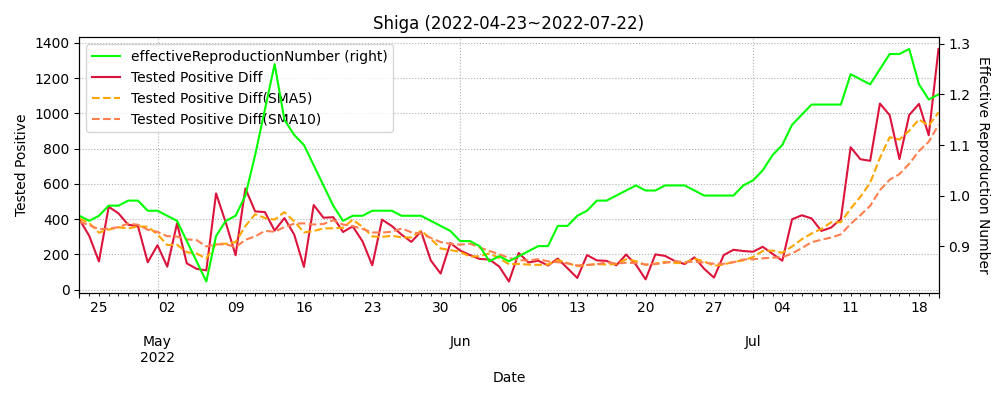 Shiga (2022-04-23~2022-07-22)
effectiveReproductionNumber (right)
Tested Positive Diff
Tested Positive Diff(SMA5)
Tested Positive Diff(SMA10)
Tested Positive
1400
1200
1000
800
600
400
200
0
1.3
1.2
1.1
1.0
0.9
Effective Reproduction Number
25 02 09 16 23 30 06 13 20 27 04 11 18
May Jun Jul
2022
Date